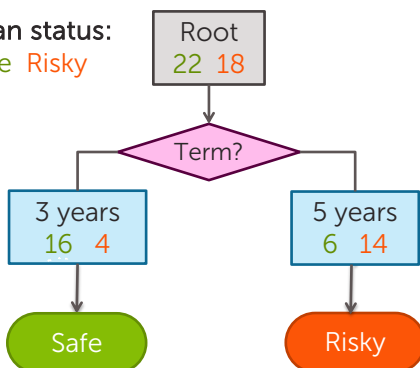 an status: Root
e Risky 22 18
Term?
3 years 5 years
16 4 6 14
Safe Risky